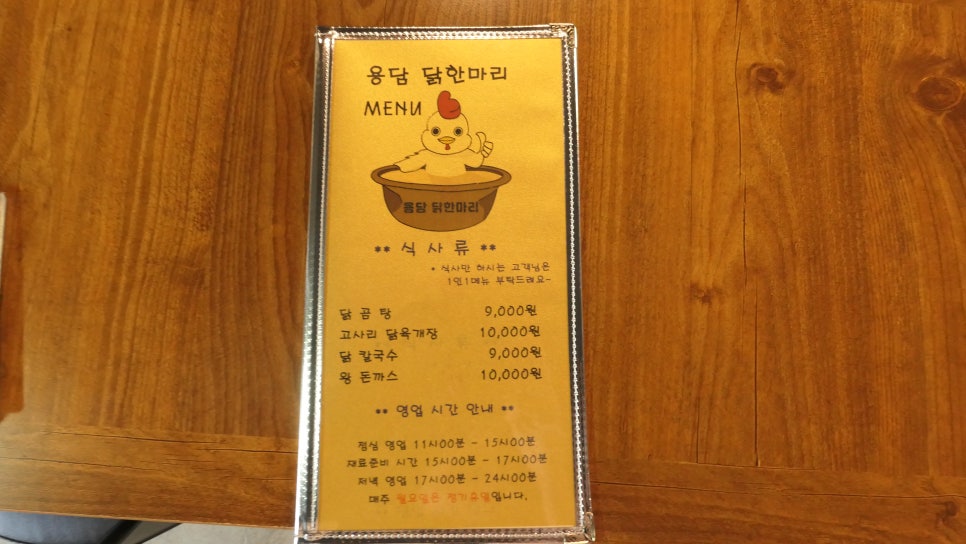 용담 닭한마리
MENU
용담 닭한마리
** 식 사 류 **
* 식사만 하시는 고객님은
1인1메뉴 부탁드려요~
닭 곰 탕 9,000원
고사리 닭육개장 10,000원
닭 칼국수 9,000원
왕 돈까스 10,000원
** 영업 시간 안내 **
점심 영업 11시00분 - 15시00분
재료준비 시간 15시00분 - 17시00분
저녁 영업 17시00분 - 24시00분
매주 월요일은 정기휴일입니다.